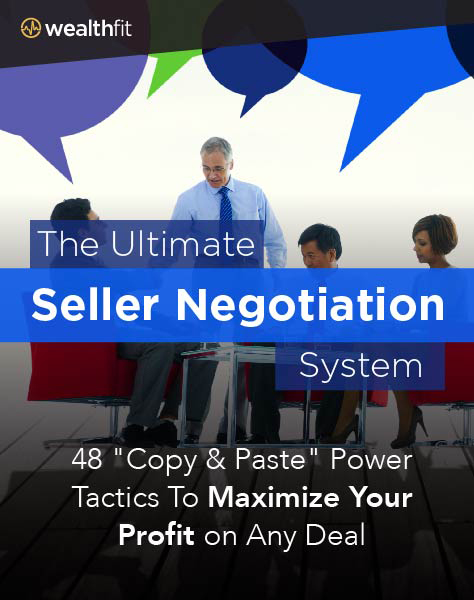 wealthfit
The Ultimate
Seller Negotiation
System
48 "Copy & Paste" Power
Tactics To Maximize Your
Profit on Any Deal